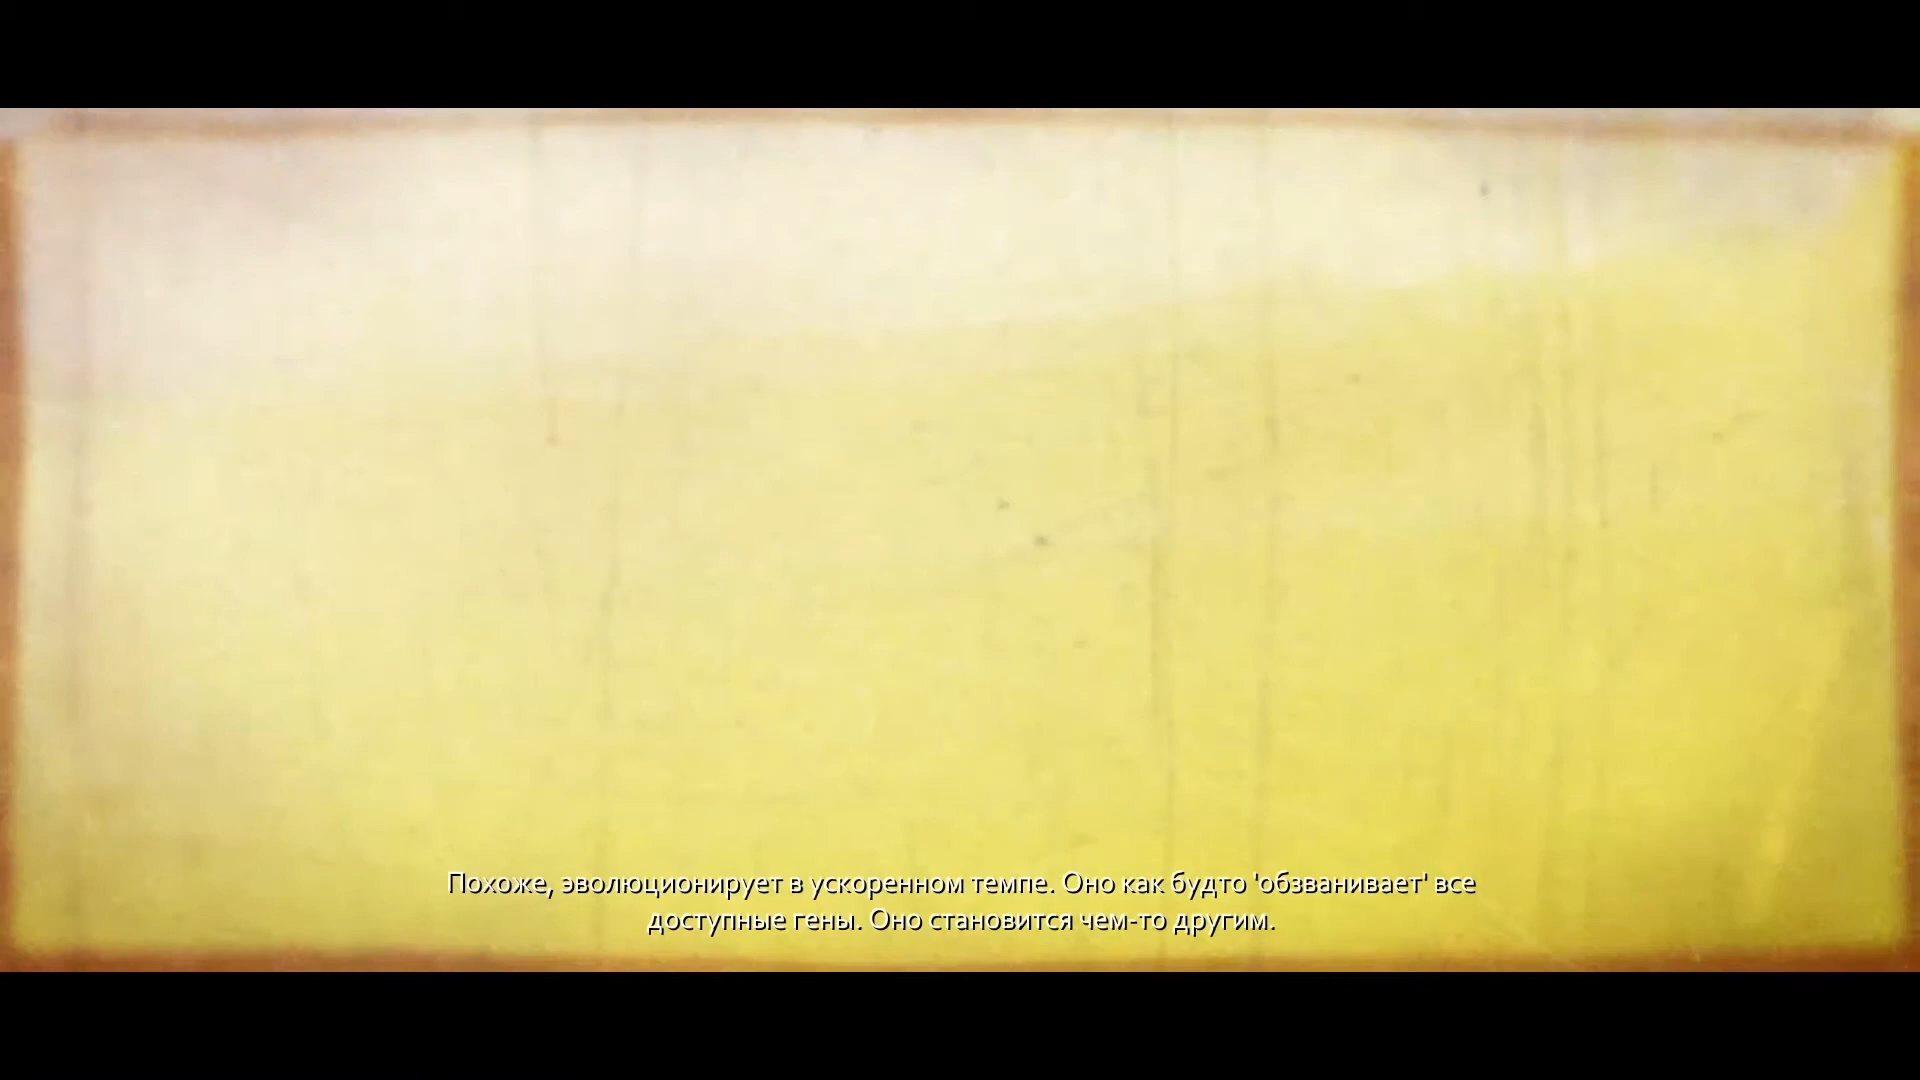 Похоже, эволюционирует в ускоренном темпе. Оно как будто 'обзванивает' все
доступные гены. Оно становится чем-то другим.